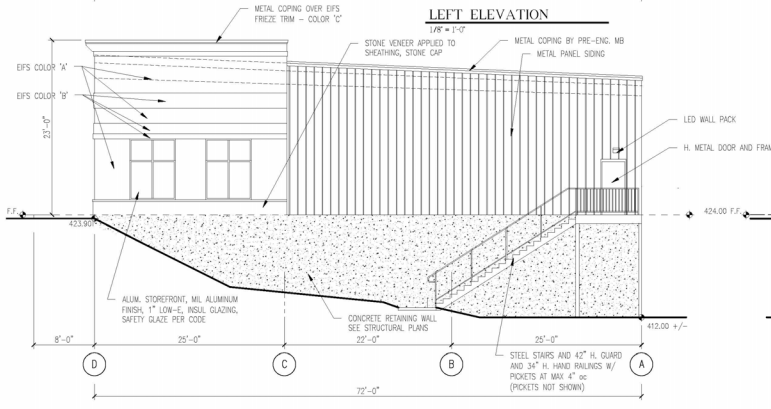 METAL COPING OVER EIFS
FRIEZE TRIM - COLOR 'C'
LEFT ELEVATION
1/8" = 1'-0"
STONE VENEER APPLIED TO
SHEATHING, STONE CAP
METAL COPING BY PRE-ENG. MB
METAL PANEL SIDING
EIFS COLOR 'A'
EIFS COLOR 'B'
23'-0"
LED WALL PACK
H. METAL DOOR AND FRAM
F.F.
423.90
424.00 F.F.
ALUM. STOREFRONT, MIL ALUMINUM
FINISH, 1" LOW-E, INSUL GLAZING,
SAFETY GLAZE PER CODE
CONCRETE RETAINING WALL
SEE STRUCTURAL PLANS
412.00 +/-
8'-0"
25'-0"
22'-0"
25'-0"
D
C
B
A
STEEL STAIRS AND 42" H. GUARD
AND 34" H. HAND RAILINGS W/
PICKETS AT MAX 4" oc
(PICKETS NOT SHOWN)
72'-0"